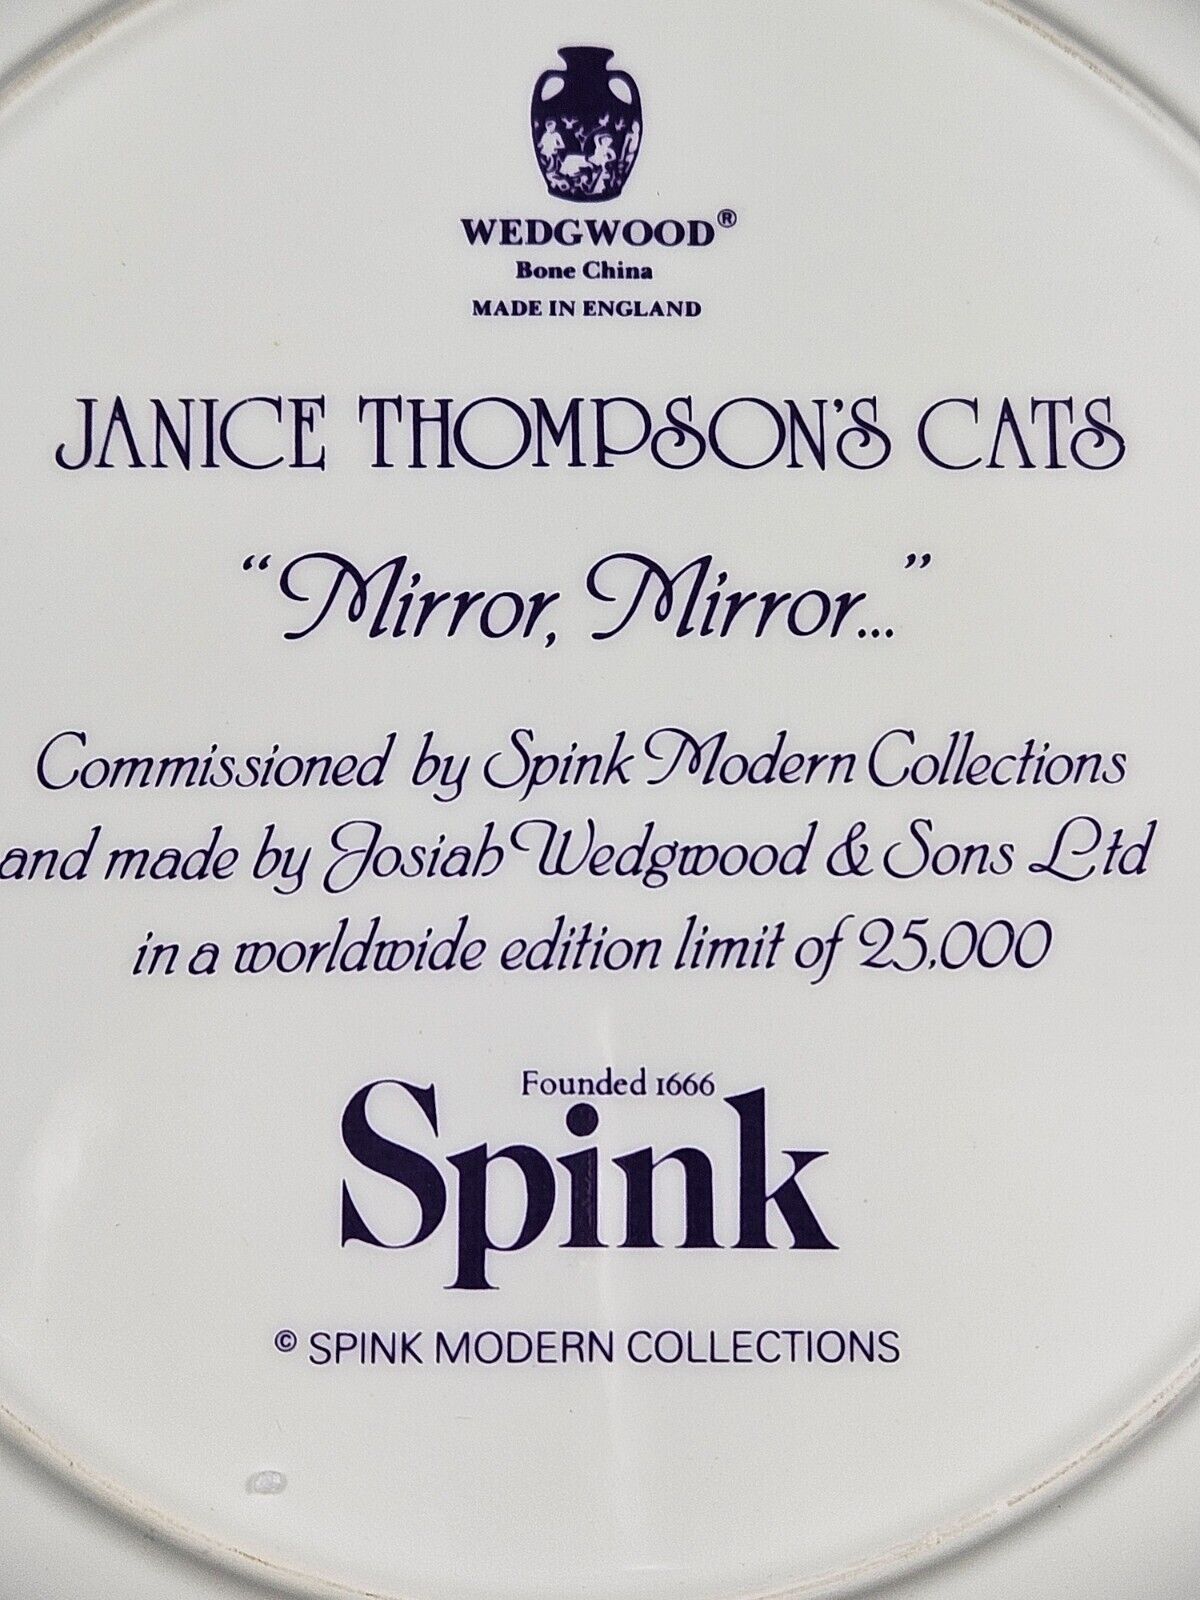 WEDGWOOD®
Bone China
MADE IN ENGLAND
JANICE THOMPSON'S CATS
“Mirror, Mirror...”
Commissioned by Spink Modern Collections
and made by Josiah Wedgwood & Sons Ltd
in a worldwide edition limit of 25,000
Founded 1666
Spink
© SPINK MODERN COLLECTIONS